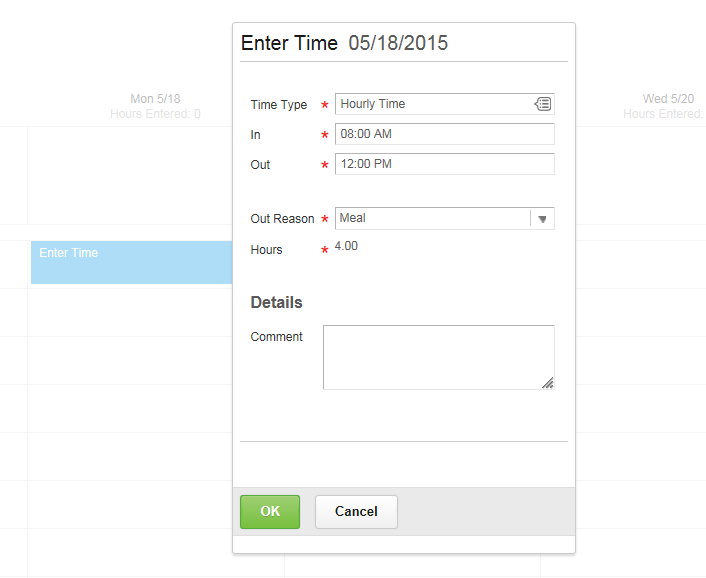 Enter Time 05/18/2015
Mon 5/18
Hours Entered: 0
Wed 5/20
Hours Entered:
Time Type * Hourly Time
In * 08:00 AM
Out * 12:00 PM
Out Reason * Meal
Hours * 4.00
Enter Time
Details
Comment
OK Cancel